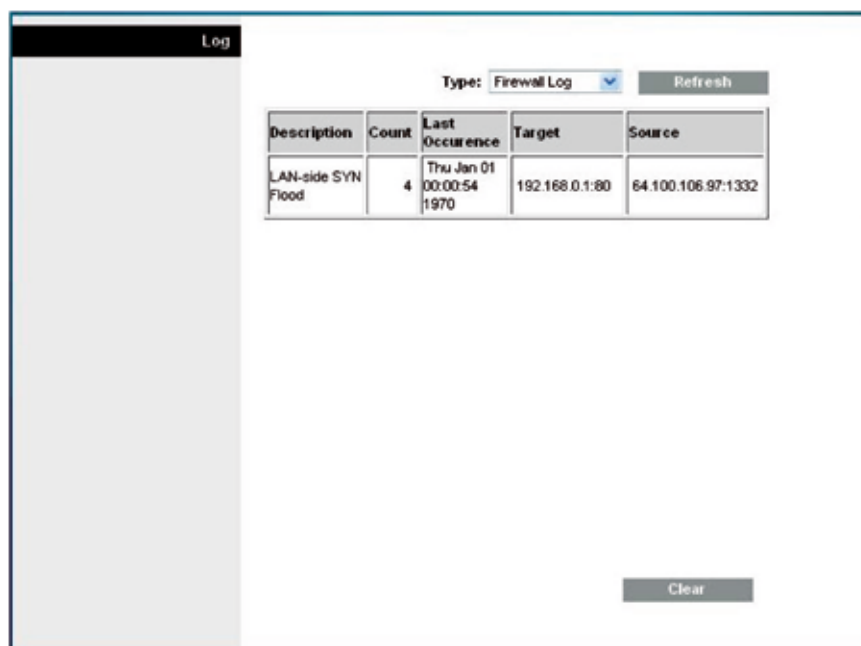 Log
Type: Firewall Log Refresh
Description Count Last Occurence Target Source
LAN-side SYN Flood 4 Thu Jan 01 00:00:54 1970 192.168.0.1:80 64.100.106.97:1332
Clear